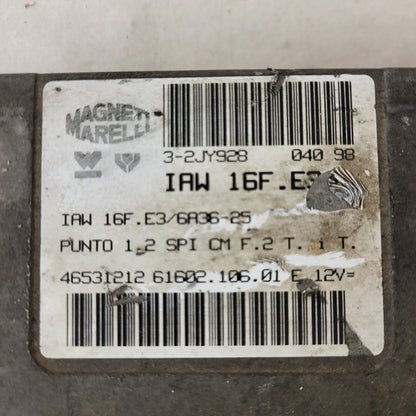 MAGNETI
MARELLI
3-2JY928 040 98
IAW 16F.E3
IAW 16F.E3/6A36-25
PUNTO 1.2 SPI CM F.2 T. 1 T.
46531212 61602.106.01 E 12V=